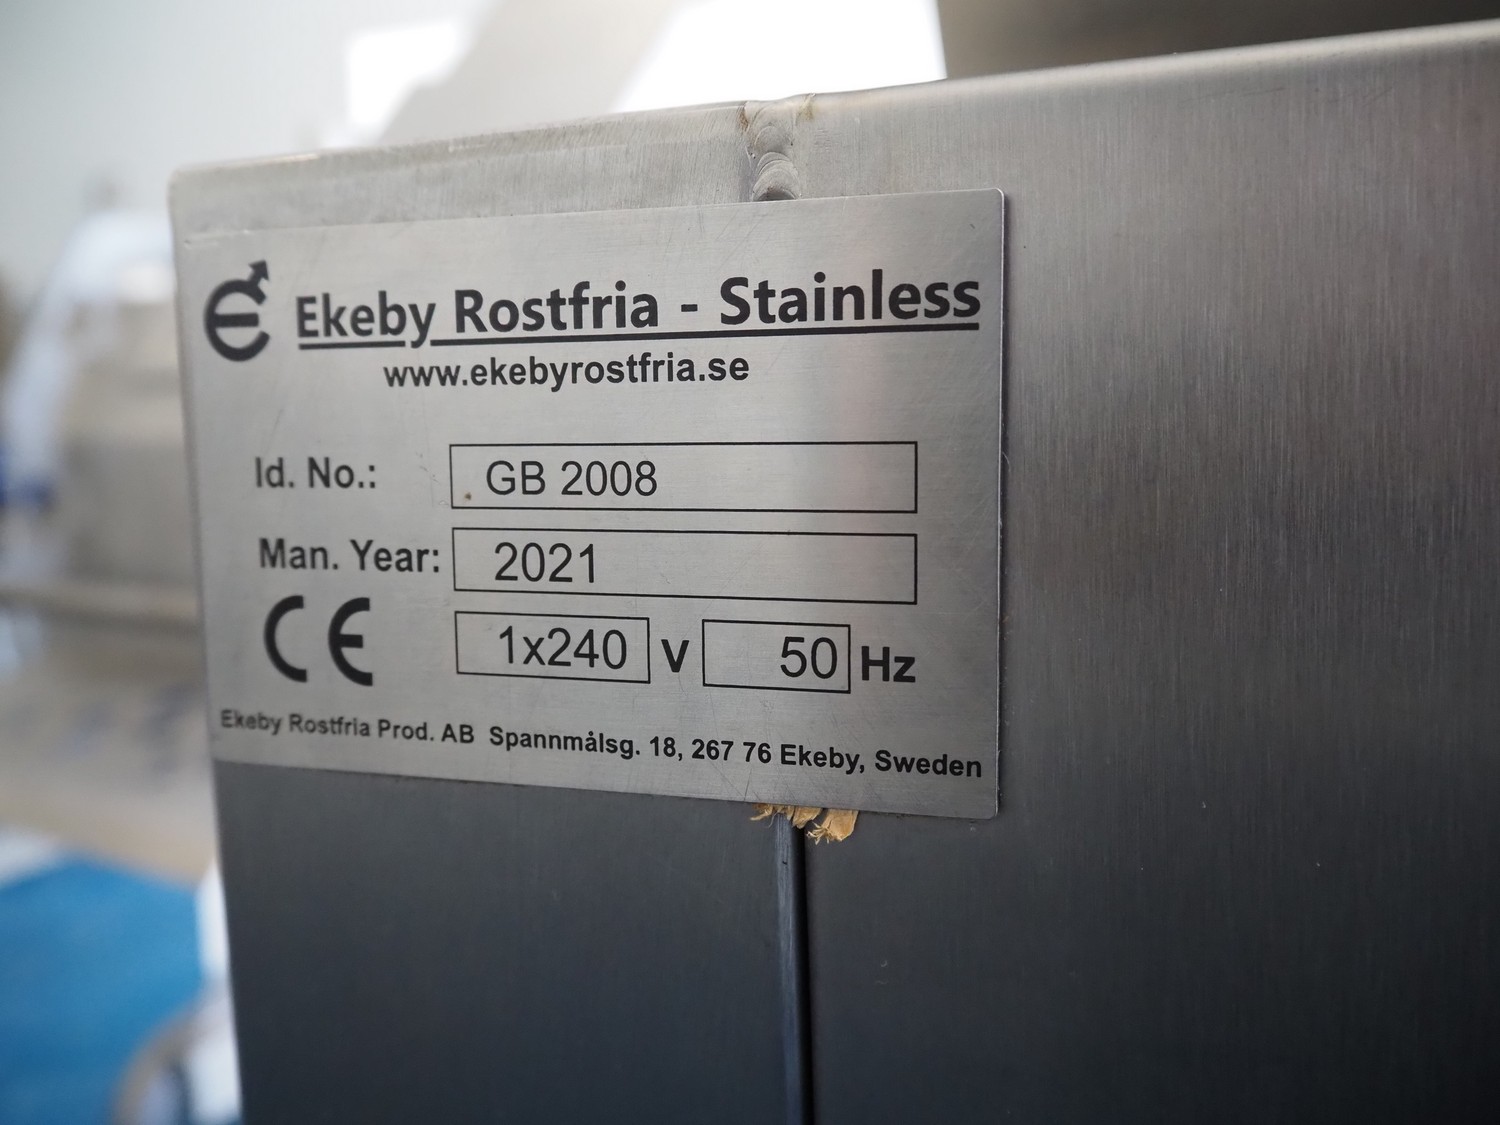 Ekeby Rostfria - Stainless
www.ekebyrostfria.se
Id. No.: GB 2008
Man. Year: 2021
CE 1x240 V 50 Hz
Ekeby Rostfria Prod. AB Spannmålsg. 18, 267 76 Ekeby, Sweden